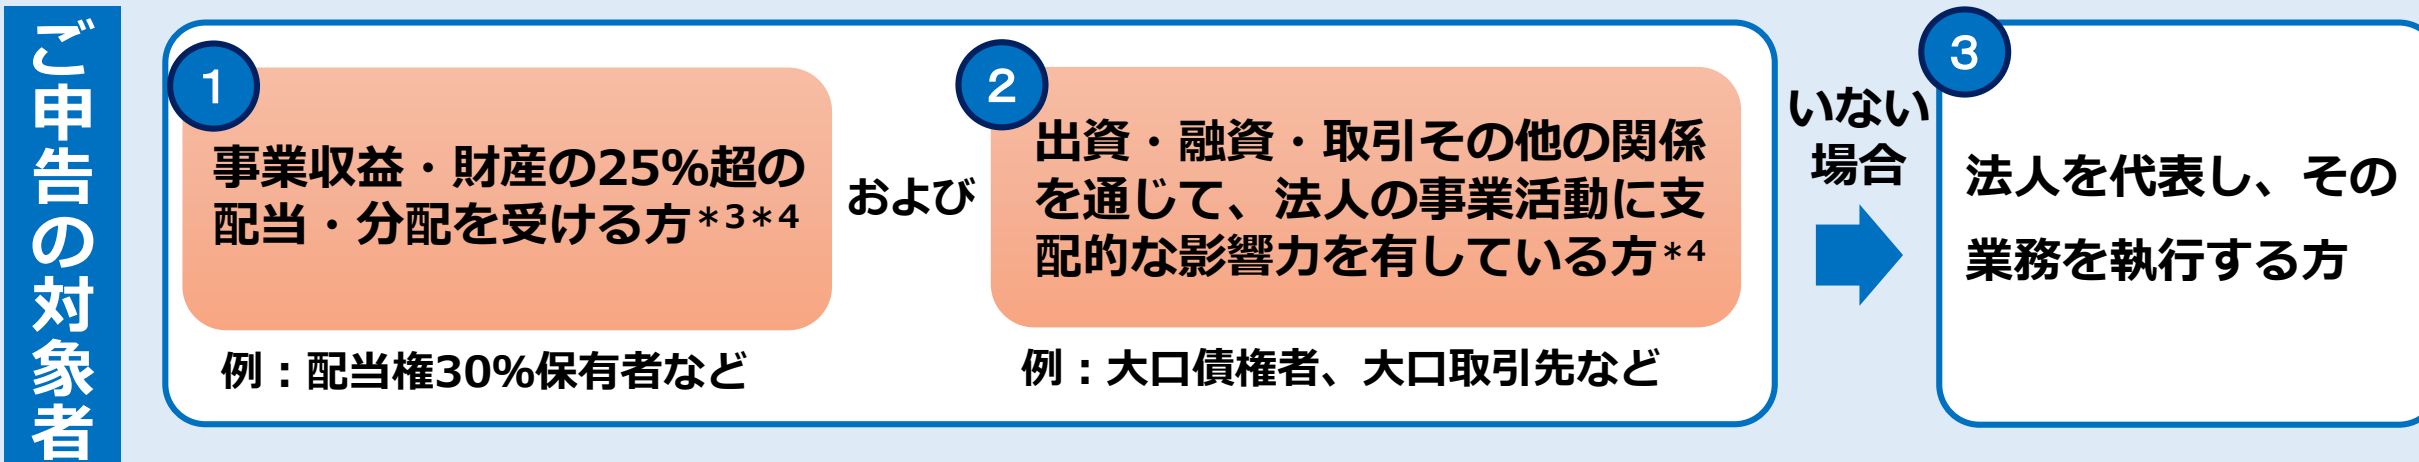 ご申告の対象者
1
事業収益・財産の25%超の
配当・分配を受ける方*3*4
例：配当権30%保有者など
および
2
出資・融資・取引その他の関係
を通じて、法人の事業活動に支
配的な影響力を有している方*4
例：大口債権者、大口取引先など
いない
場合
3
法人を代表し、その
業務を執行する方